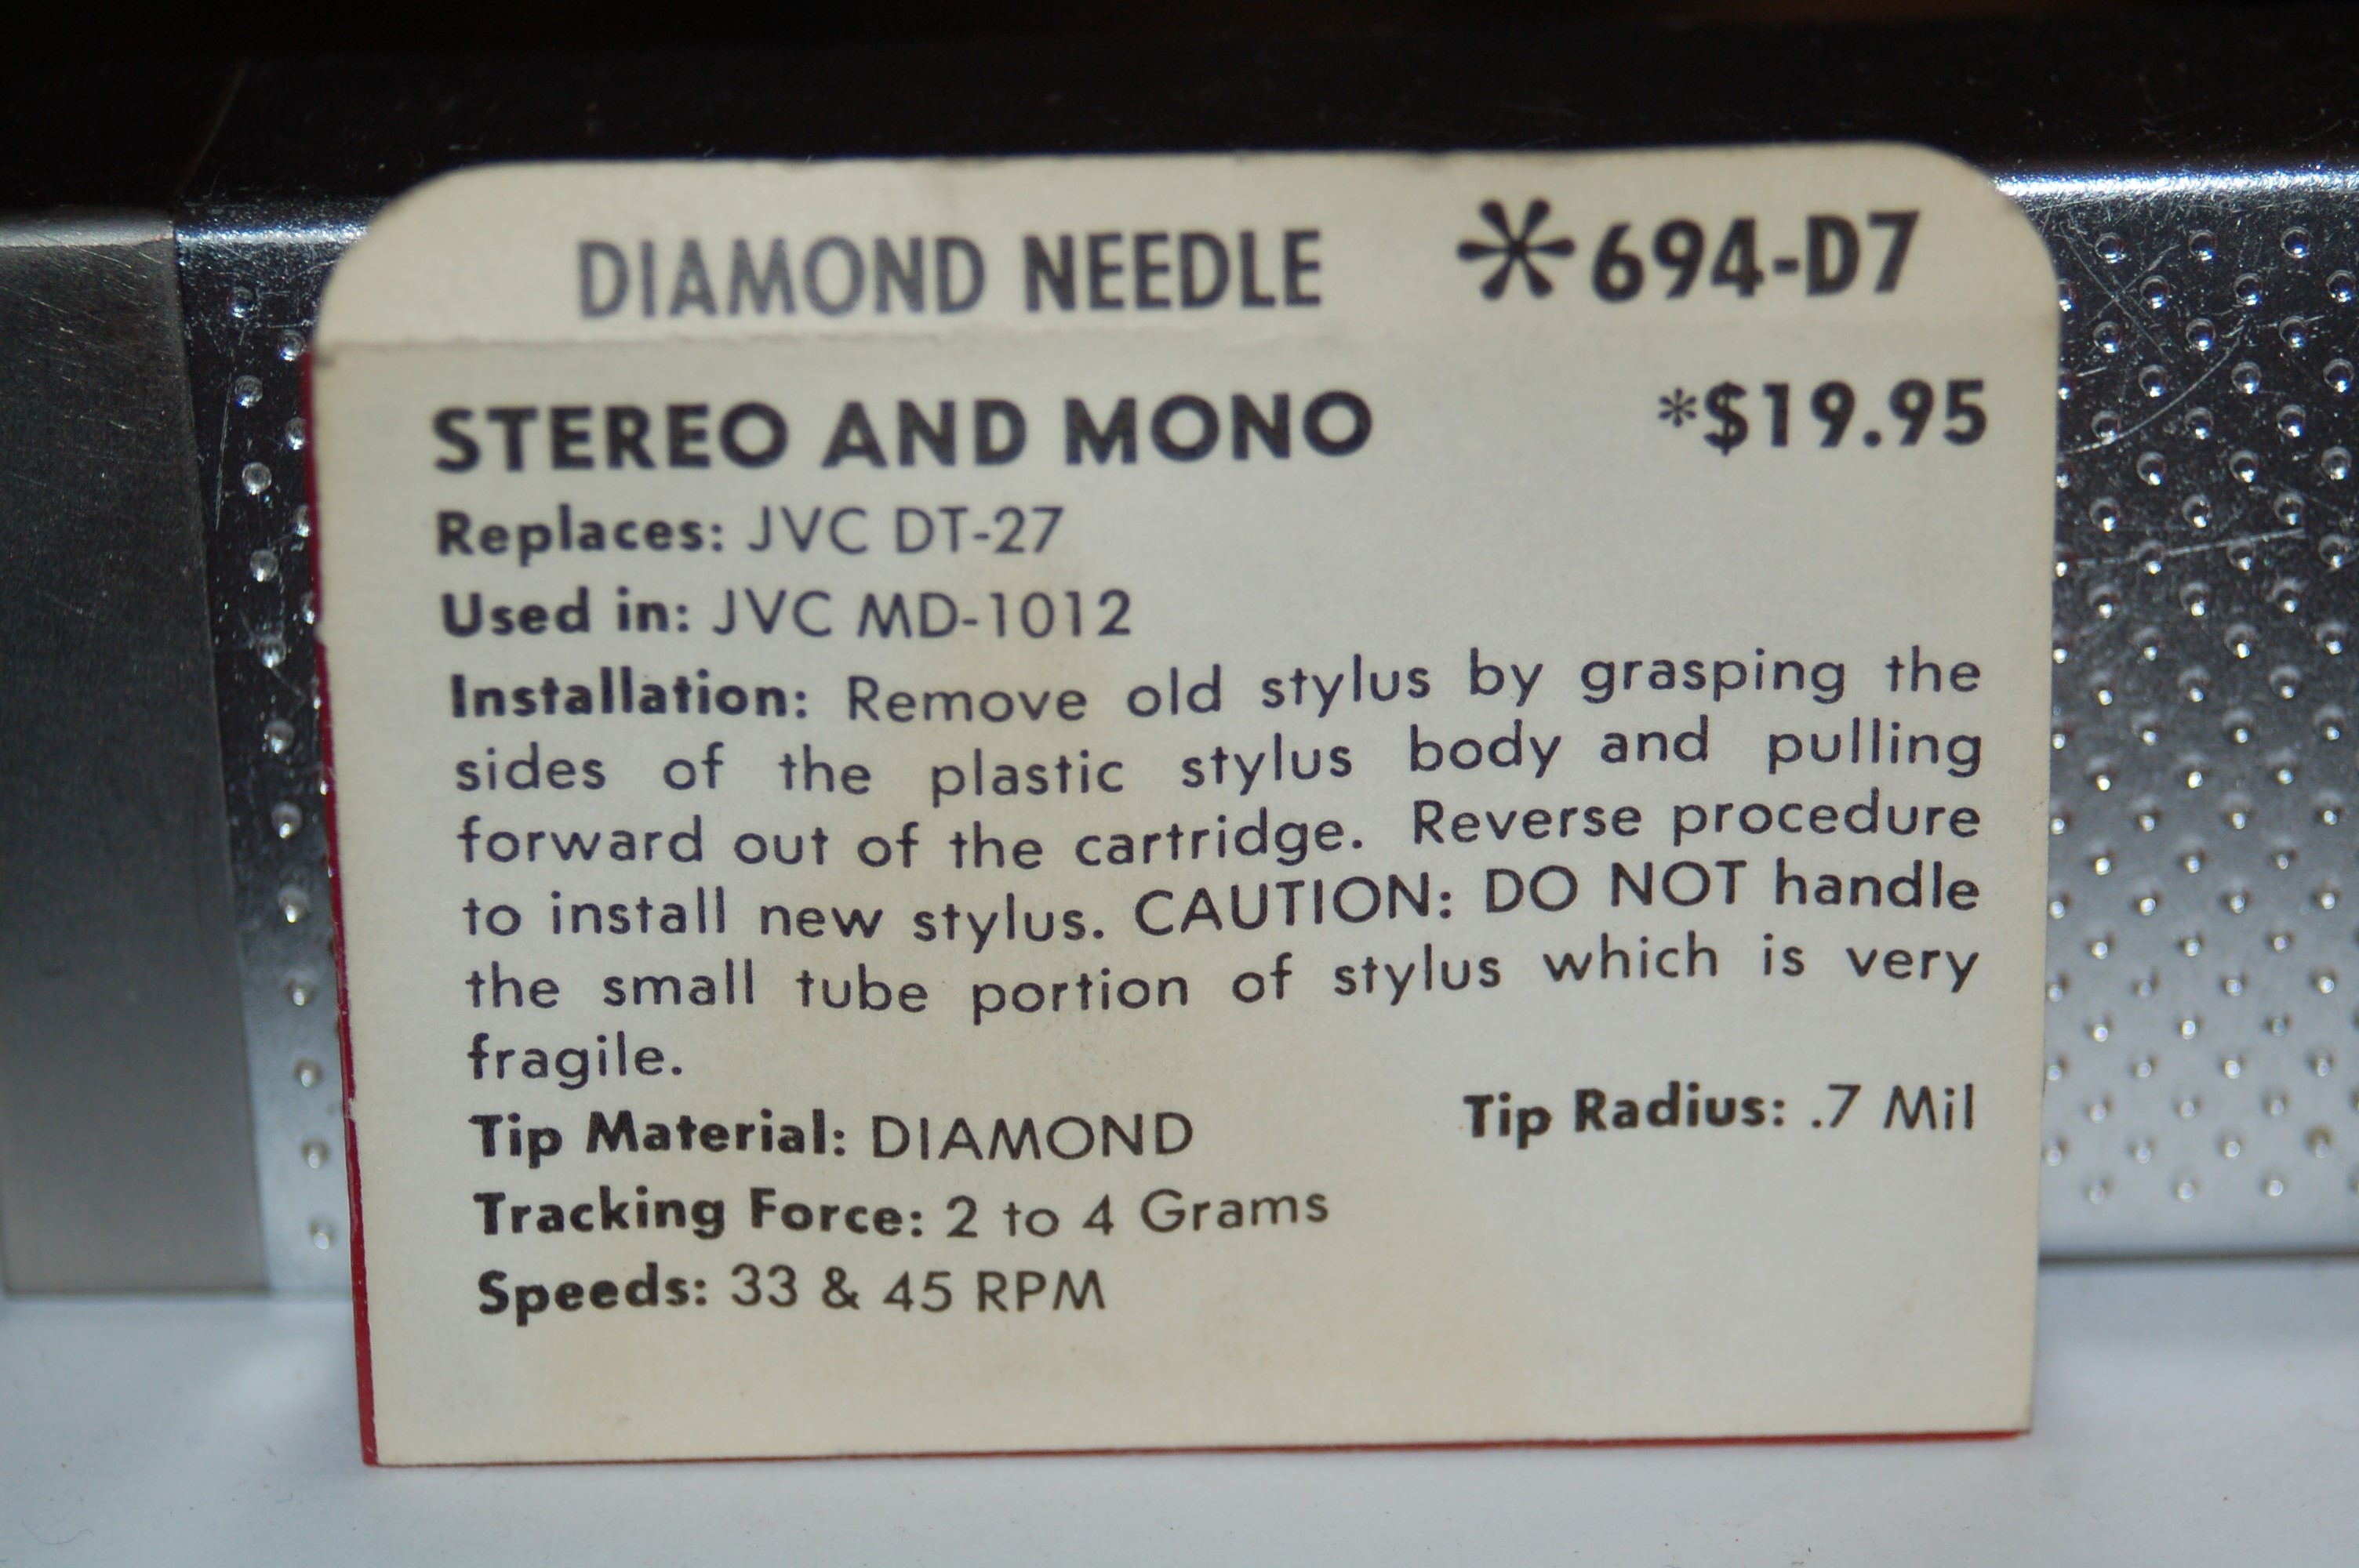 DIAMOND NEEDLE *694-D7
STEREO AND MONO *$19.95
Replaces: JVC DT-27
Used in: JVC MD-1012
Installation: Remove old stylus by grasping the
sides of the plastic stylus body and pulling
forward out of the cartridge. Reverse procedure
to install new stylus. CAUTION: DO NOT handle
the small tube portion of stylus which is very
fragile.
Tip Material: DIAMOND Tip Radius: .7 Mil
Tracking Force: 2 to 4 Grams
Speeds: 33 & 45 RPM